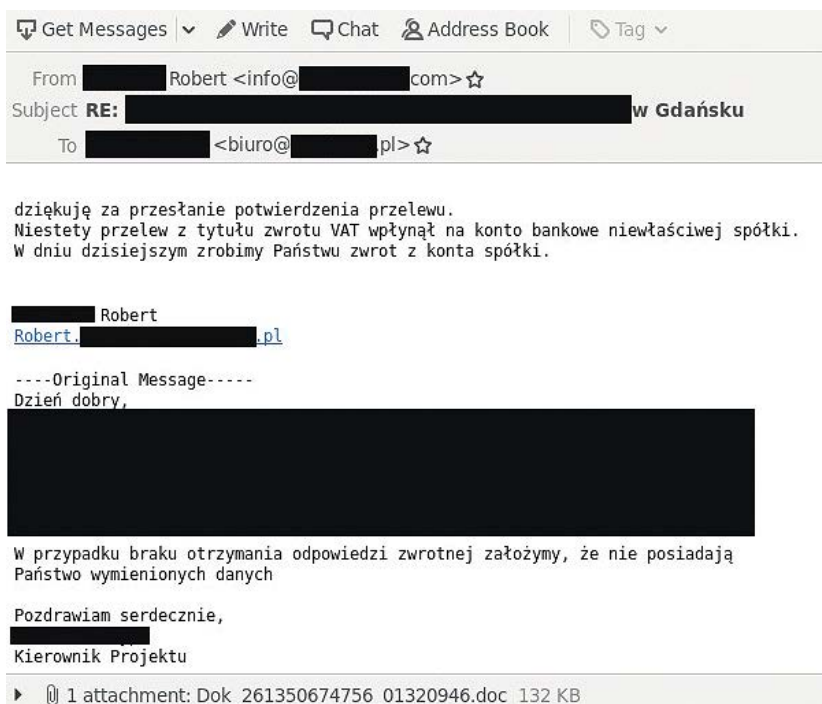 Get Messages Write Chat Address Book Tag
From Robert <info@ com>
Subject RE: w Gdańsku
To <biuro@ .pl>
dziękuję za przesłanie potwierdzenia przelewu.
Niestety przelew z tytułu zwrotu VAT wpłynął na konto bankowe niewłaściwej spółki.
W dniu dzisiejszym zrobimy Państwu zwrot z konta spółki.
Robert
Robert. .pl
----Original Message-----
Dzień dobry,
W przypadku braku otrzymania odpowiedzi zwrotnej założymy, że nie posiadają
Państwo wymienionych danych
Pozdrawiam serdecznie,
Kierownik Projektu
1 attachment: Dok_261350674756_01320946.doc 132 KB